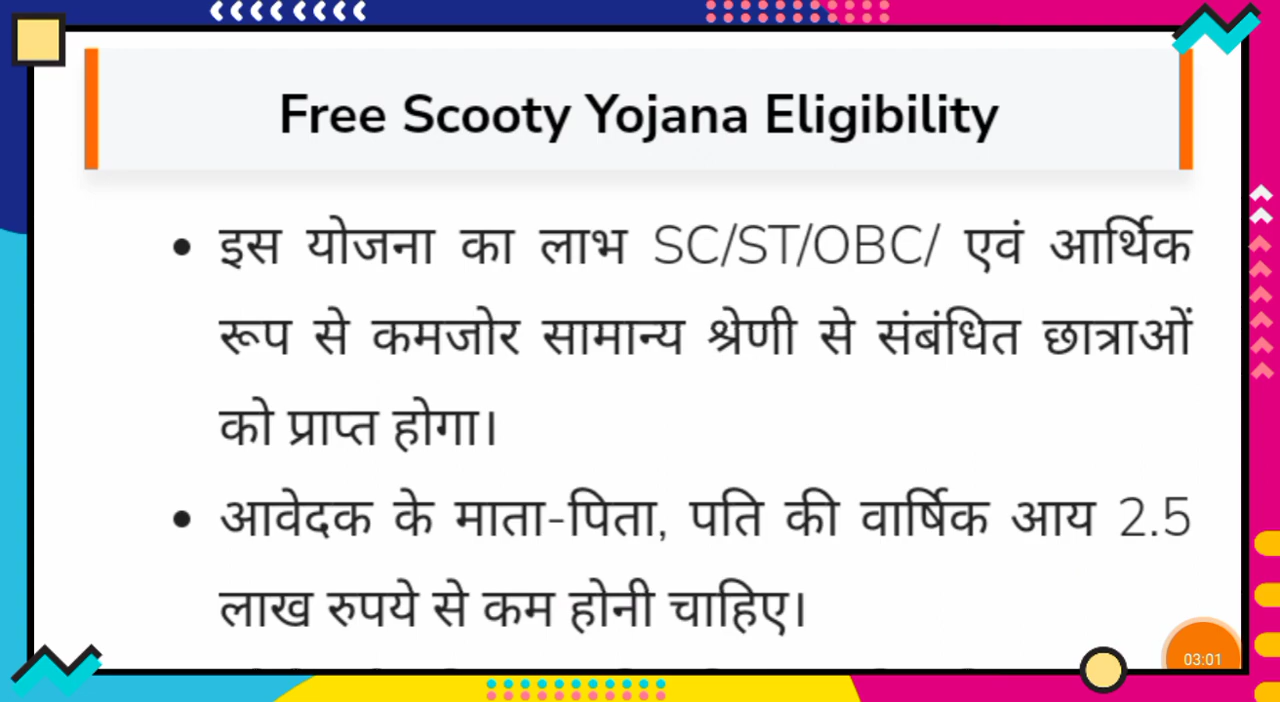 Free Scooty Yojana Eligibility
• इस योजना का लाभ SC/ST/OBC/ एवं आर्थिक
रूप से कमजोर सामान्य श्रेणी से संबंधित छात्राओं
को प्राप्त होगा।
• आवेदक के माता-पिता, पति की वार्षिक आय 2.5
लाख रुपये से कम होनी चाहिए।
03:01